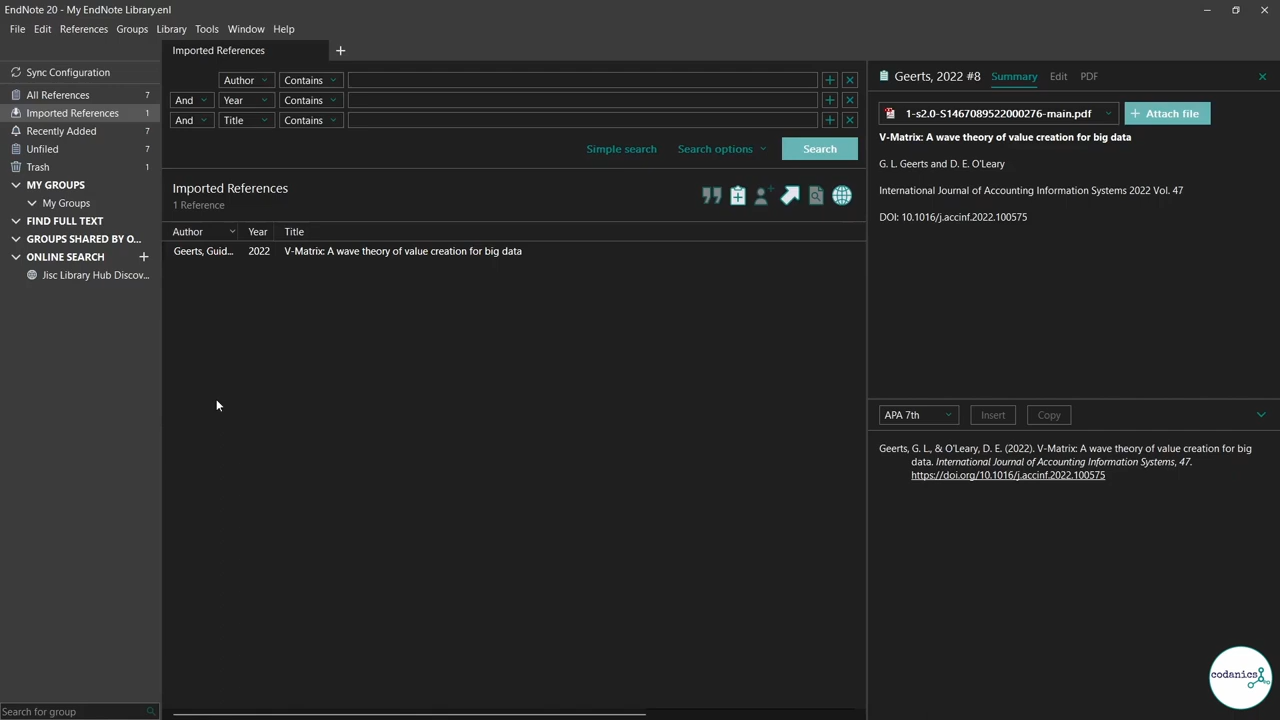 EndNote 20 - My EndNote Library.enl
File Edit References Groups Library Tools Window Help
Imported References
Sync Configuration
All References 7
Imported References 1
Recently Added 7
Unfiled 7
Trash 1
MY GROUPS
My Groups
FIND FULL TEXT
GROUPS SHARED BY O...
ONLINE SEARCH
Jisc Library Hub Discov...
Search for group
Author Contains
And Year Contains
And Title Contains
Simple search Search options Search
Imported References
1 Reference
Author Year Title
Geerts, Guid... 2022 V-Matrix: A wave theory of value creation for big data
Geerts, 2022 #8 Summary Edit PDF
1-s2.0-S1467089522000276-main.pdf Attach file
V-Matrix: A wave theory of value creation for big data
G. L. Geerts and D. E. O'Leary
International Journal of Accounting Information Systems 2022 Vol. 47
DOI: 10.1016/j.accinf.2022.100575
APA 7th Insert Copy
Geerts, G. L., & O'Leary, D. E. (2022). V-Matrix: A wave theory of value creation for big
data. International Journal of Accounting Information Systems, 47.
https://doi.org/10.1016/j.accinf.2022.100575
codanics